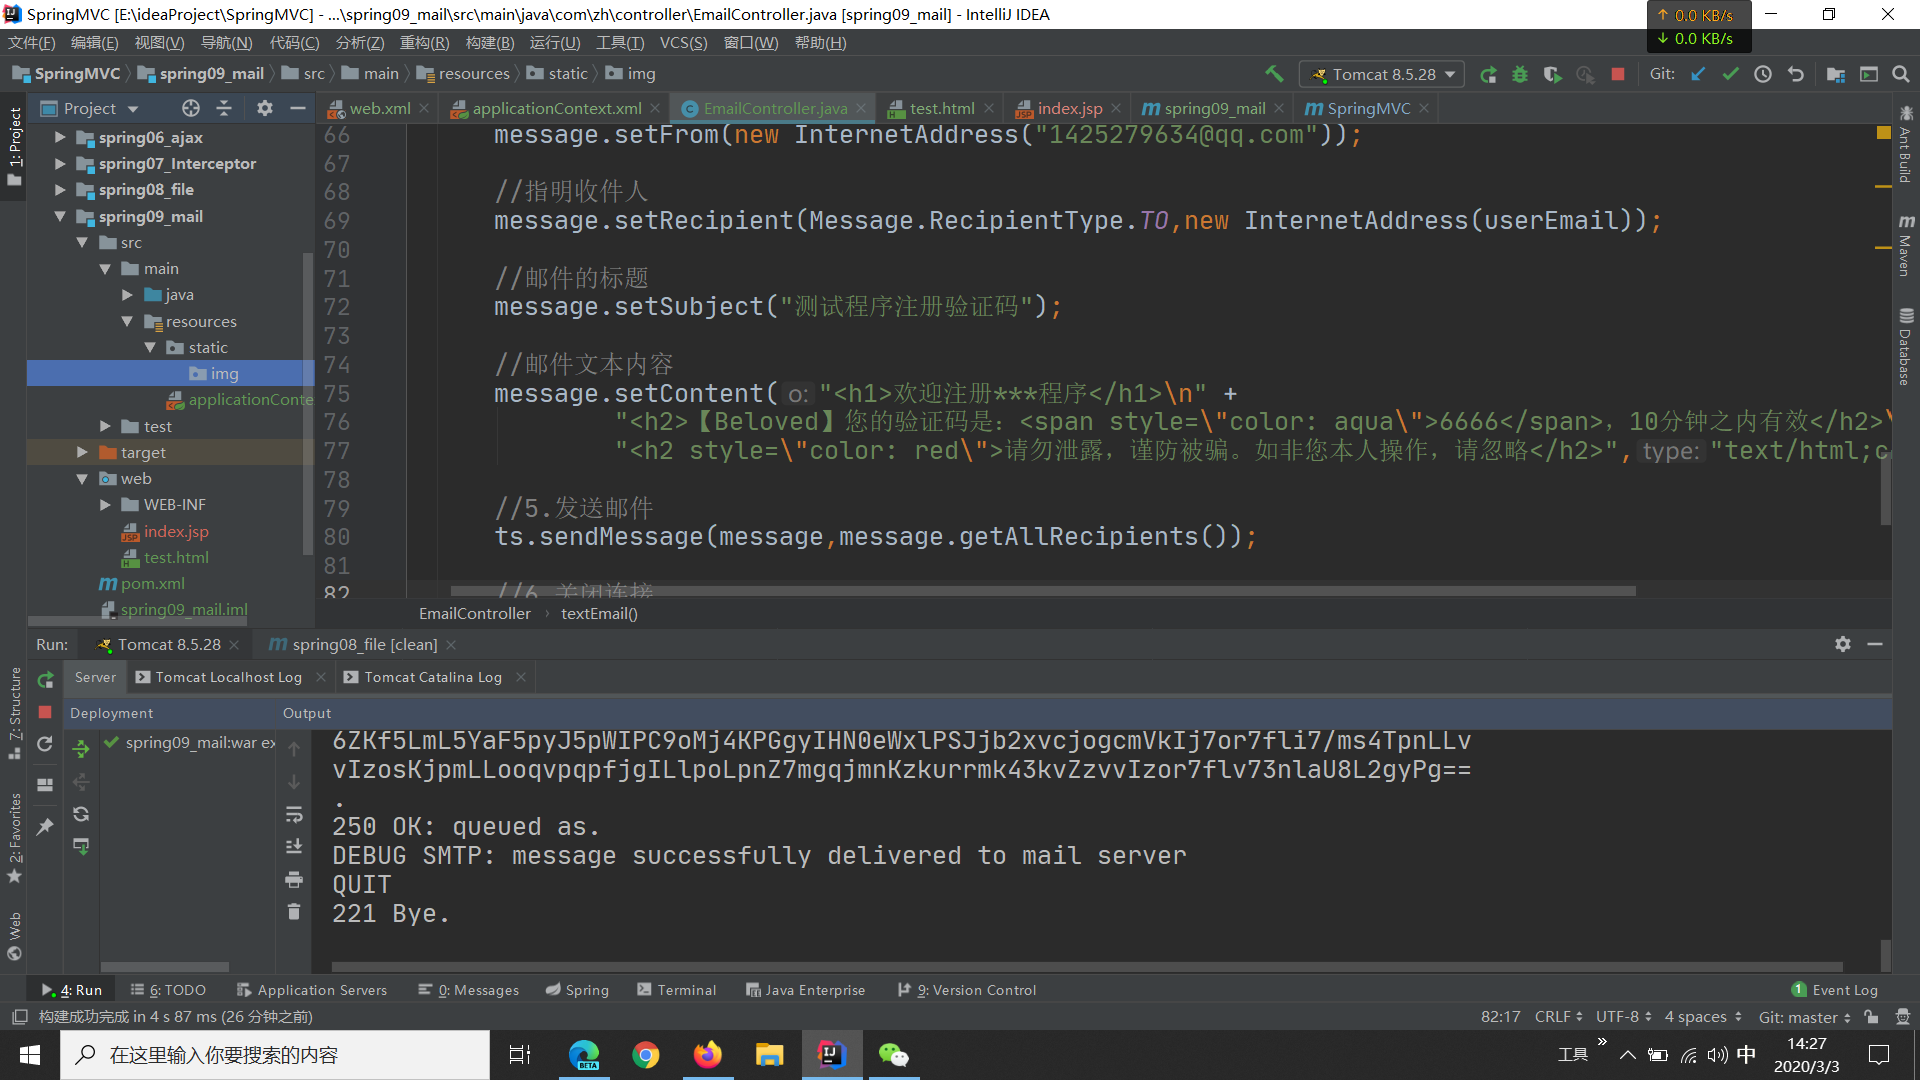 SpringMVC [E:\ideaProject\SpringMVC] - ...\spring09_mail\src\main\java\com\zh\controller\EmailController.java [spring09_mail] - IntelliJ IDEA
↑ 0.0 KB/s
↓ 0.0 KB/s
文件(F) 编辑(E) 视图(V) 导航(N) 代码(C) 分析(Z) 重构(R) 构建(B) 运行(U) 工具(T) VCS(S) 窗口(W) 帮助(H)
SpringMVC spring09_mail src main resources static img Tomcat 8.5.28 Git:
Project web.xml applicationContext.xml EmailController.java test.html index.jsp spring09_mail SpringMVC
1: Project
7: Structure
2: Favorites
Web
Ant Build
Maven
Database
spring06_ajax
spring07_Interceptor
spring08_file
spring09_mail
src
main
java
resources
static
img
applicationConte
test
target
web
WEB-INF
index.jsp
test.html
pom.xml
spring09_mail.iml
66 message.setFrom(new InternetAddress("1425279634@qq.com"));
67
68 //指明收件人
69 message.setRecipient(Message.RecipientType.TO,new InternetAddress(userEmail));
70
71 //邮件的标题
72 message.setSubject("测试程序注册验证码");
73
74 //邮件文本内容
75 message.setContent( o: "<h1>欢迎注册***程序</h1>\n" +
76 "<h2>【Beloved】您的验证码是: <span style=\"color: aqua\">6666</span>, 10分钟之内有效</h2>\
77 "<h2 style=\"color: red\">请勿泄露, 谨防被骗。如非您本人操作, 请忽略</h2>", type: "text/html;c
78
79 //5.发送邮件
80 ts.sendMessage(message,message.getAllRecipients());
81
82 //6.关闭连接
EmailController › textEmail()
Run: Tomcat 8.5.28 spring08_file [clean]
Server Tomcat Localhost Log Tomcat Catalina Log
Deployment Output
spring09_mail:war ex
6ZKf5LmL5YaF5pyJ5pWIPC9oMj4KPGgyIHN0eWxlPSJjb2xvcjogcmVkIj7or7fli7/ms4TpnLLv
vIzosKjpmLLooqvpqpfjgILlpoLpnZ7mgqjmnKzkurrmk43kvZzvvIzor7flv73nlaU8L2gyPg==
.
250 OK: queued as.
DEBUG SMTP: message successfully delivered to mail server
QUIT
221 Bye.
4: Run 6: TODO Application Servers 0: Messages Spring Terminal Java Enterprise 9: Version Control 1 Event Log
构建成功完成 in 4 s 87 ms (26 分钟之前) 82:17 CRLF UTF-8 4 spaces Git: master
在这里输入你要搜索的内容
BETA
工具 » 中
14:27
2020/3/3